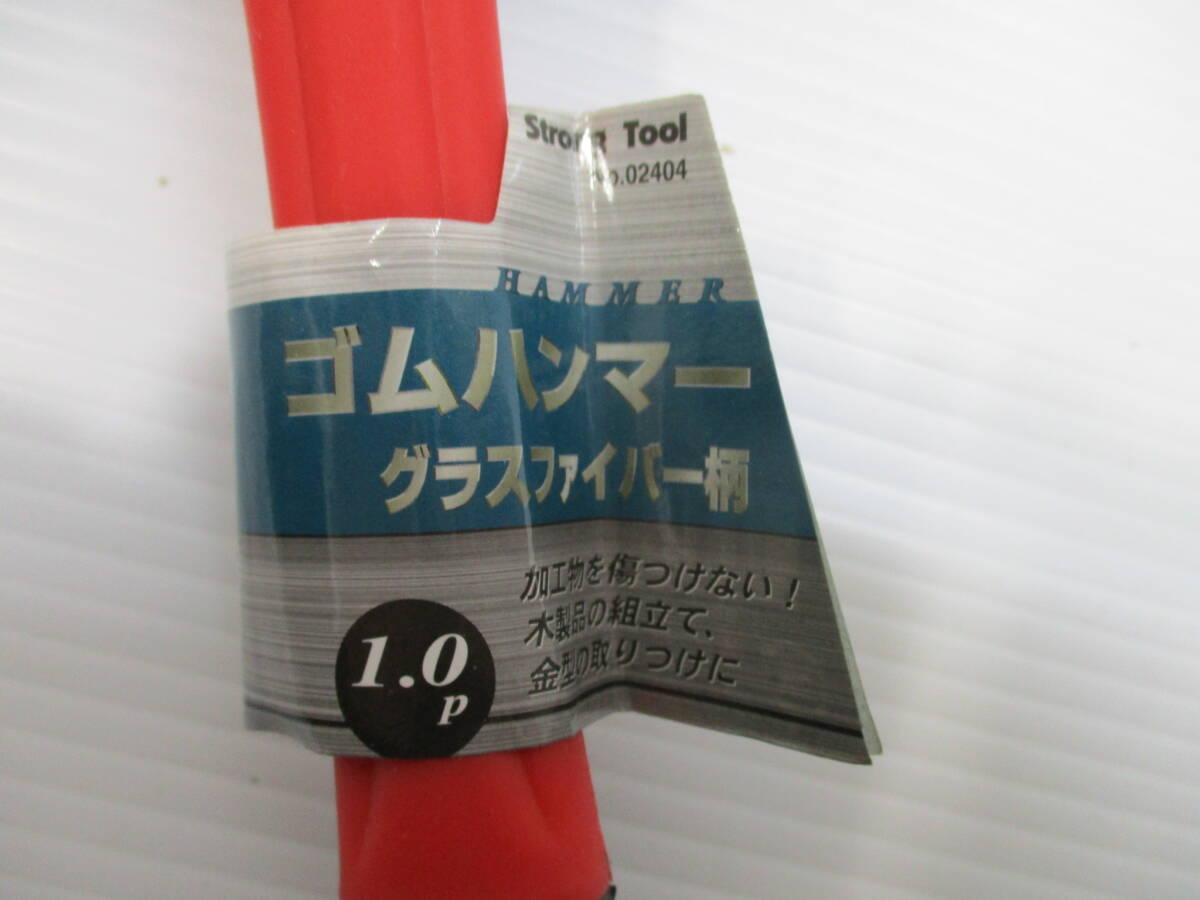 Strong Tool
No.02404
HAMMER
ゴムハンマー
グラスファイバー柄
加工物を傷つけない!
木製品の組立て、
金型の取りつけに
1.0
p